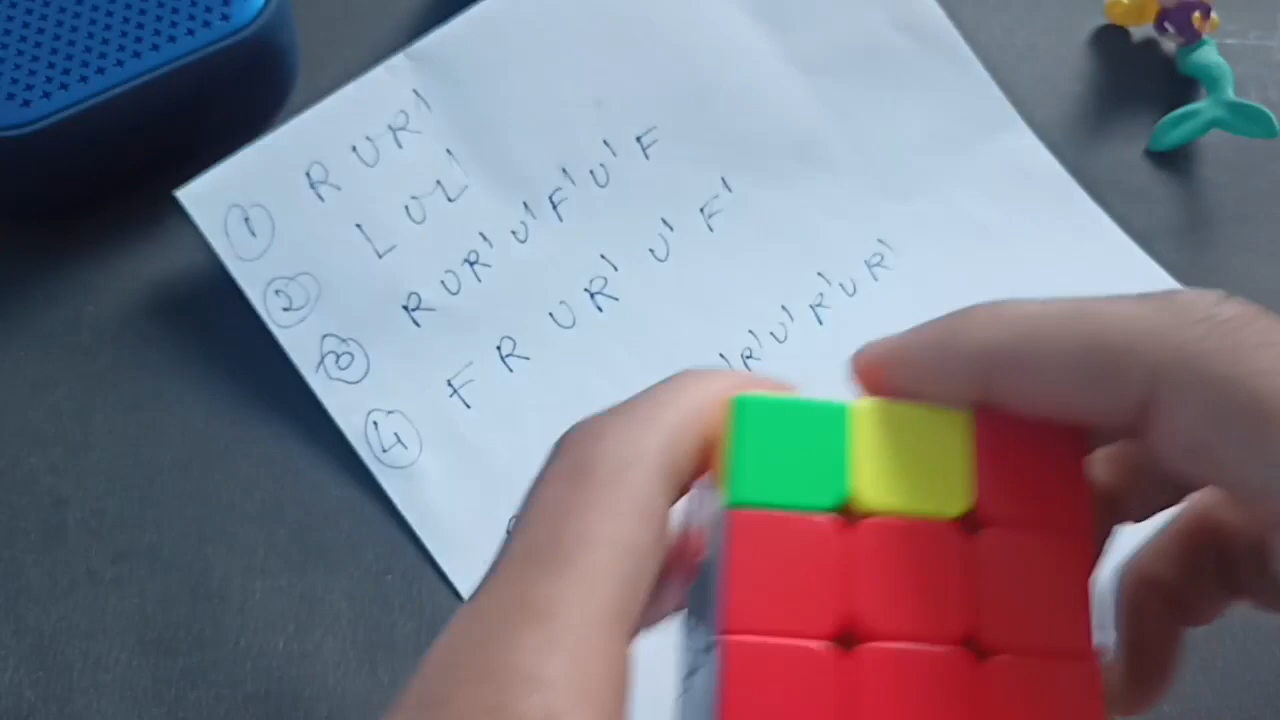 ① R U R'
② L U L'
③ R U R' U' F' U' F
④ F R U R' U' F'
'R' U' R' U R'